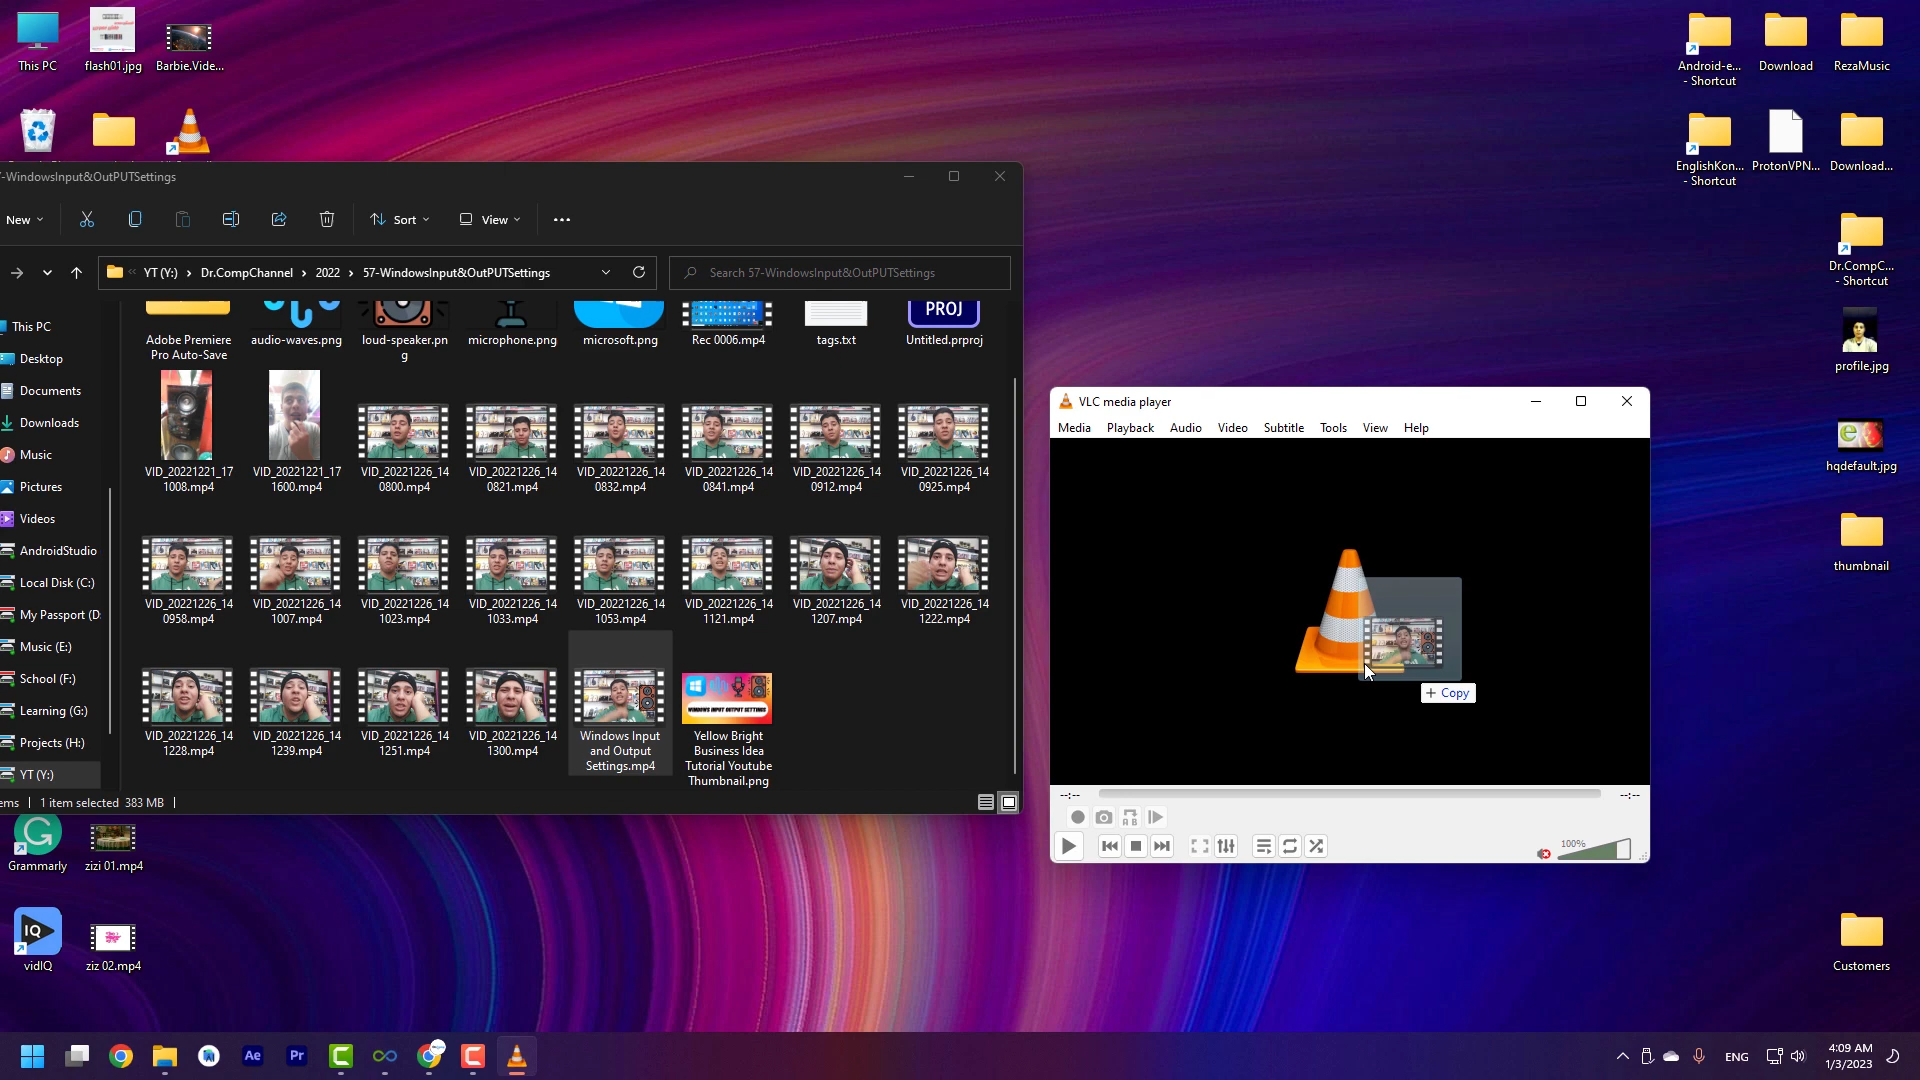 This PC
flash01.jpg
Barbie.Vide...
Android-e...
- Shortcut
Download
RezaMusic
EnglishKon...
- Shortcut
ProtonVPN...
Download...
Dr.CompC...
- Shortcut
profile.jpg
hqdefault.jpg
thumbnail
Customers
-WindowsInput&OutPUTSettings
New
Sort
View
YT (Y:) > Dr.CompChannel > 2022 > 57-WindowsInput&OutPUTSettings
Search 57-WindowsInput&OutPUTSettings
This PC
Desktop
Documents
Downloads
Music
Pictures
Videos
AndroidStudio
Local Disk (C:)
My Passport (D:
Music (E:)
School (F:)
Learning (G:)
Projects (H:)
YT (Y:)
PROJ
Adobe Premiere
Pro Auto-Save
audio-waves.png
loud-speaker.pn
g
microphone.png
microsoft.png
Rec 0006.mp4
tags.txt
Untitled.prproj
VID_20221221_17
1008.mp4
VID_20221221_17
1600.mp4
VID_20221226_14
0800.mp4
VID_20221226_14
0821.mp4
VID_20221226_14
0832.mp4
VID_20221226_14
0841.mp4
VID_20221226_14
0912.mp4
VID_20221226_14
0925.mp4
VID_20221226_14
0958.mp4
VID_20221226_14
1007.mp4
VID_20221226_14
1023.mp4
VID_20221226_14
1033.mp4
VID_20221226_14
1053.mp4
VID_20221226_14
1121.mp4
VID_20221226_14
1207.mp4
VID_20221226_14
1222.mp4
VID_20221226_14
1228.mp4
VID_20221226_14
1239.mp4
VID_20221226_14
1251.mp4
VID_20221226_14
1300.mp4
Windows Input
and Output
Settings.mp4
WINDOWS INPUT OUTPUT SETTINGS
Yellow Bright
Business Idea
Tutorial Youtube
Thumbnail.png
ems
1 item selected 383 MB
VLC media player
Media Playback Audio Video Subtitle Tools View Help
+ Copy
--:--
--:--
A B
100%
Grammarly
zizi 01.mp4
IQ
vidIQ
ziz 02.mp4
Ae
Pr
ENG
4:09 AM
1/3/2023